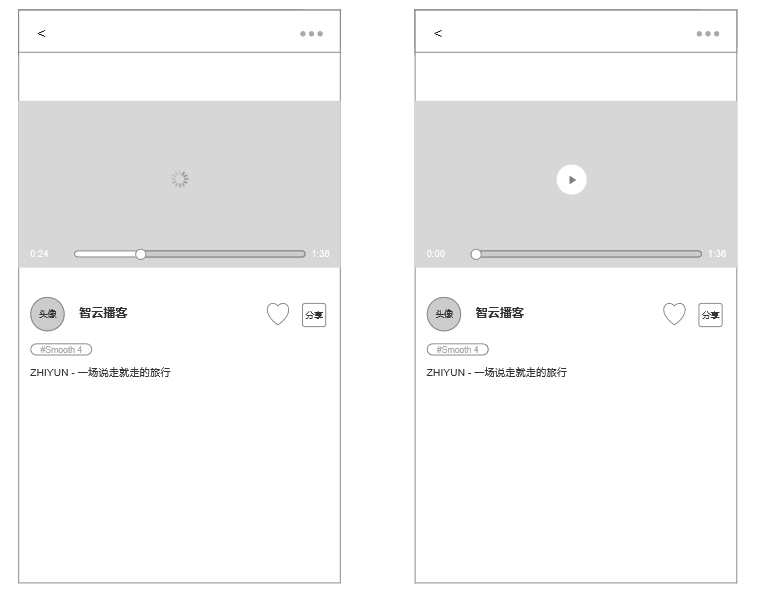 <
0:24 1:36
头像 智云播客 分享
#Smooth 4
ZHIYUN - 一场说走就走的旅行
<
0:00 1:36
头像 智云播客 分享
#Smooth 4
ZHIYUN - 一场说走就走的旅行